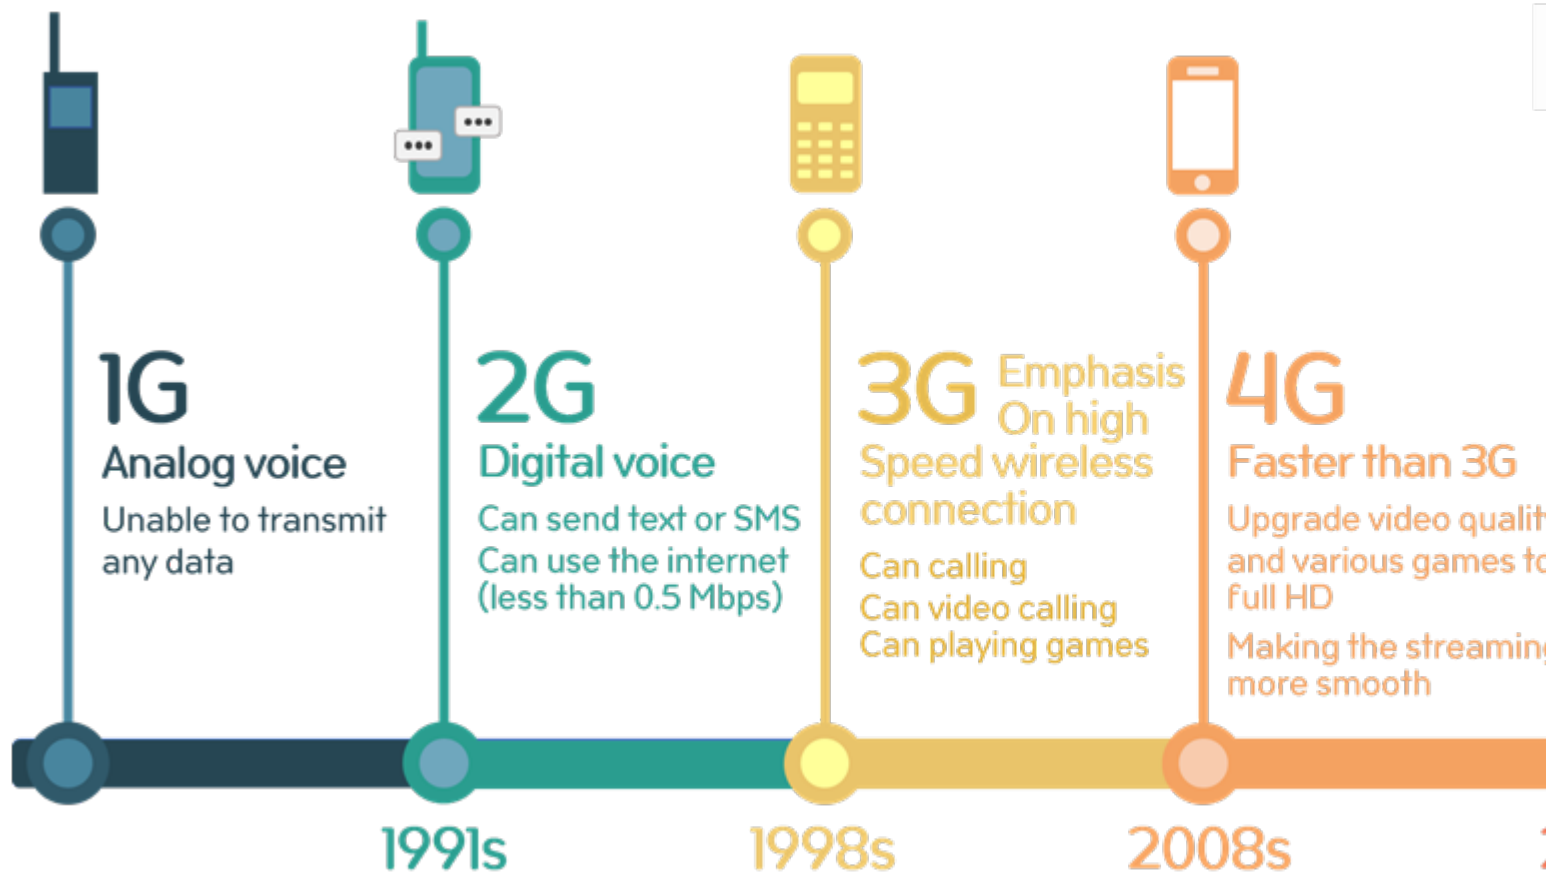 1G
Analog voice
Unable to transmit
any data
2G
Digital voice
Can send text or SMS
Can use the internet
(less than 0.5 Mbps)
3G Emphasis
On high
Speed wireless
connection
Can calling
Can video calling
Can playing games
4G
Faster than 3G
Upgrade video qualit
and various games to
full HD
Making the streaming
more smooth
1991s
1998s
2008s